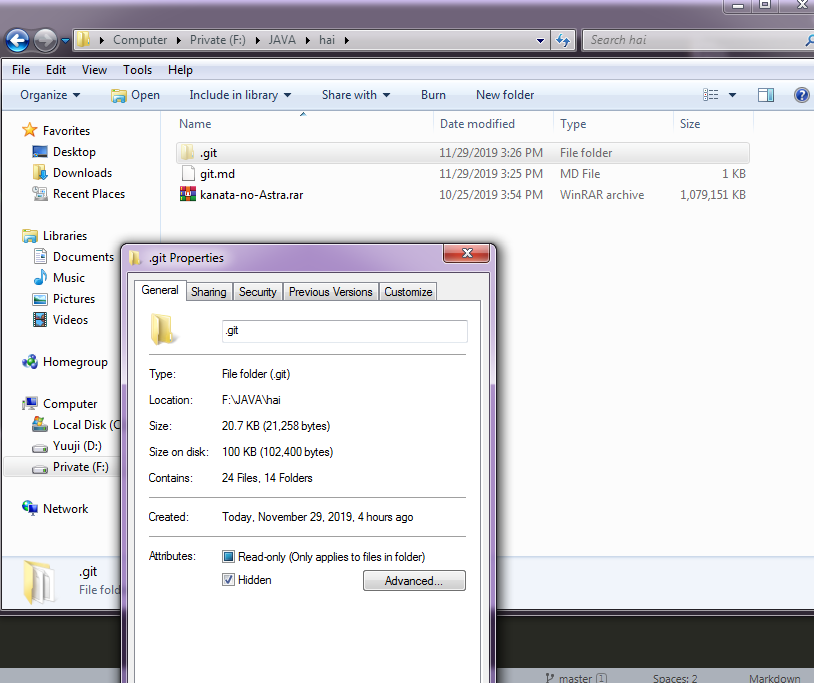 Computer Private (F:) JAVA hai Search hai
File Edit View Tools Help
Organize Open Include in library Share with Burn New folder
Name Date modified Type Size
.git 11/29/2019 3:26 PM File folder
git.md 11/29/2019 3:25 PM MD File 1 KB
kanata-no-Astra.rar 10/25/2019 3:54 PM WinRAR archive 1,079,151 KB
Favorites
Desktop
Downloads
Recent Places
Libraries
Documents
Music
Pictures
Videos
Homegroup
Computer
Local Disk (C
Yuuji (D:)
Private (F:)
Network
.git
File fold
.git Properties
General Sharing Security Previous Versions Customize
.git
Type: File folder (.git)
Location: F:\JAVA\hai
Size: 20.7 KB (21,258 bytes)
Size on disk: 100 KB (102,400 bytes)
Contains: 24 Files, 14 Folders
Created: Today, November 29, 2019, 4 hours ago
Attributes: Read-only (Only applies to files in folder)
Hidden Advanced...
master 1 Spaces: 2 Markdown